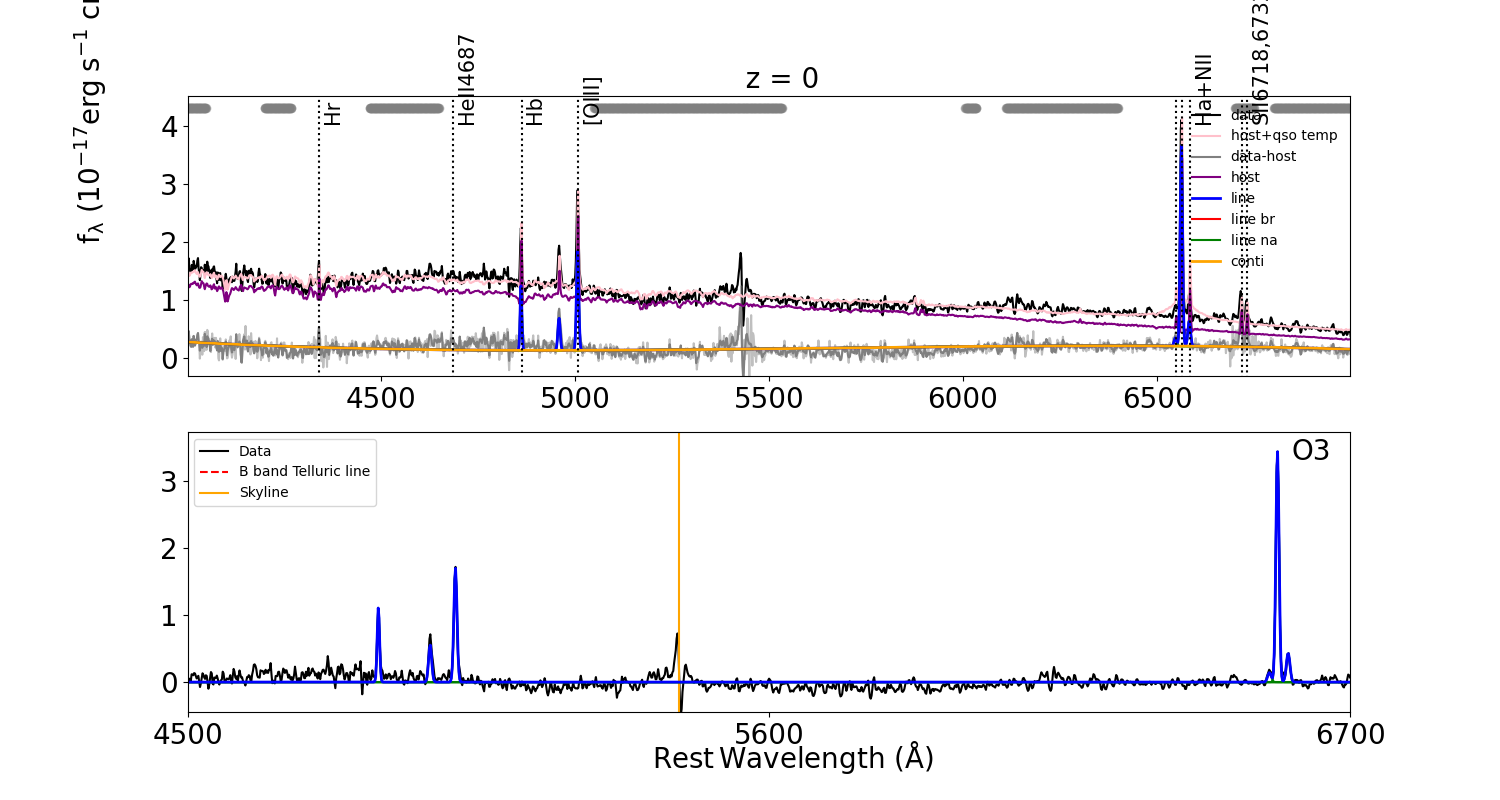 z = 0
f_λ (10^−17 erg s^−1
Hr
HeII4687
Hb
[OIII]
Ha+NII
SII6718,673
data
host+qso temp
data-host
host
line
line br
line na
conti
4
3
2
1
0
4500 5000 5500 6000 6500
O3
Data
B band Telluric line
Skyline
3
2
1
0
4500 5600 6700
Rest Wavelength (Å)